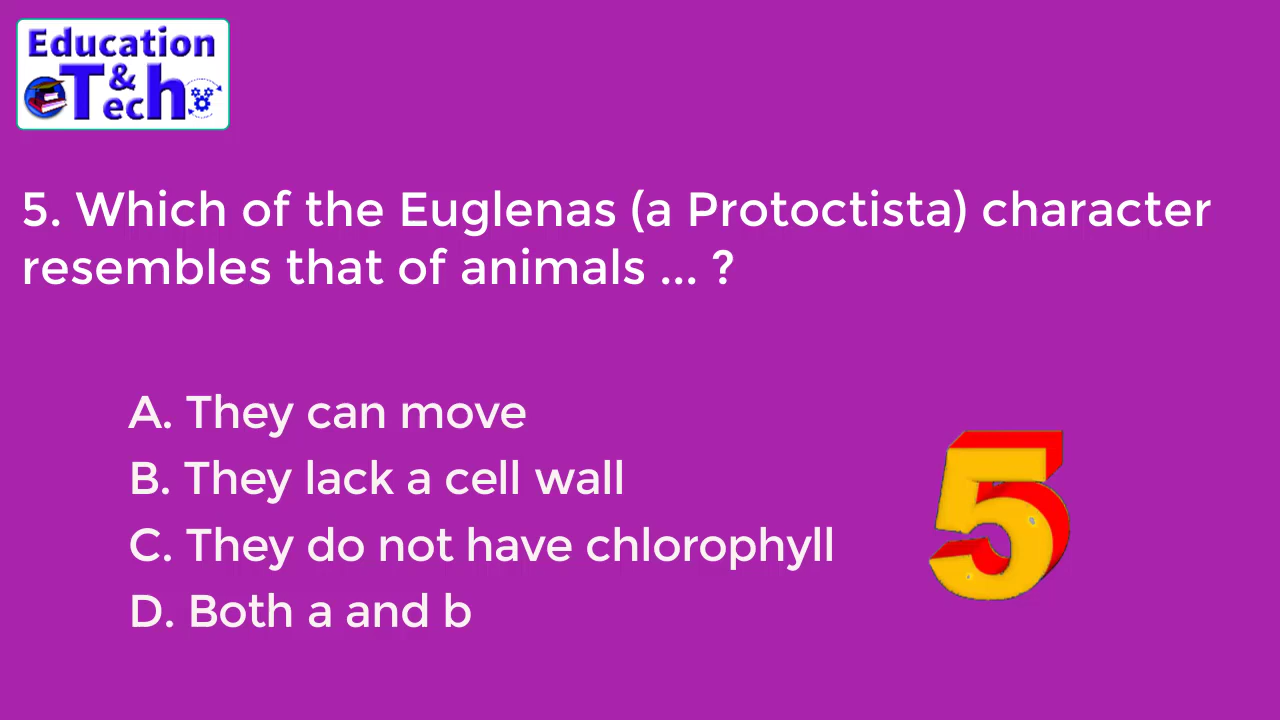 Education
& Tech
5. Which of the Euglenas (a Protoctista) character
resembles that of animals ... ?
A. They can move
B. They lack a cell wall
C. They do not have chlorophyll
D. Both a and b
5